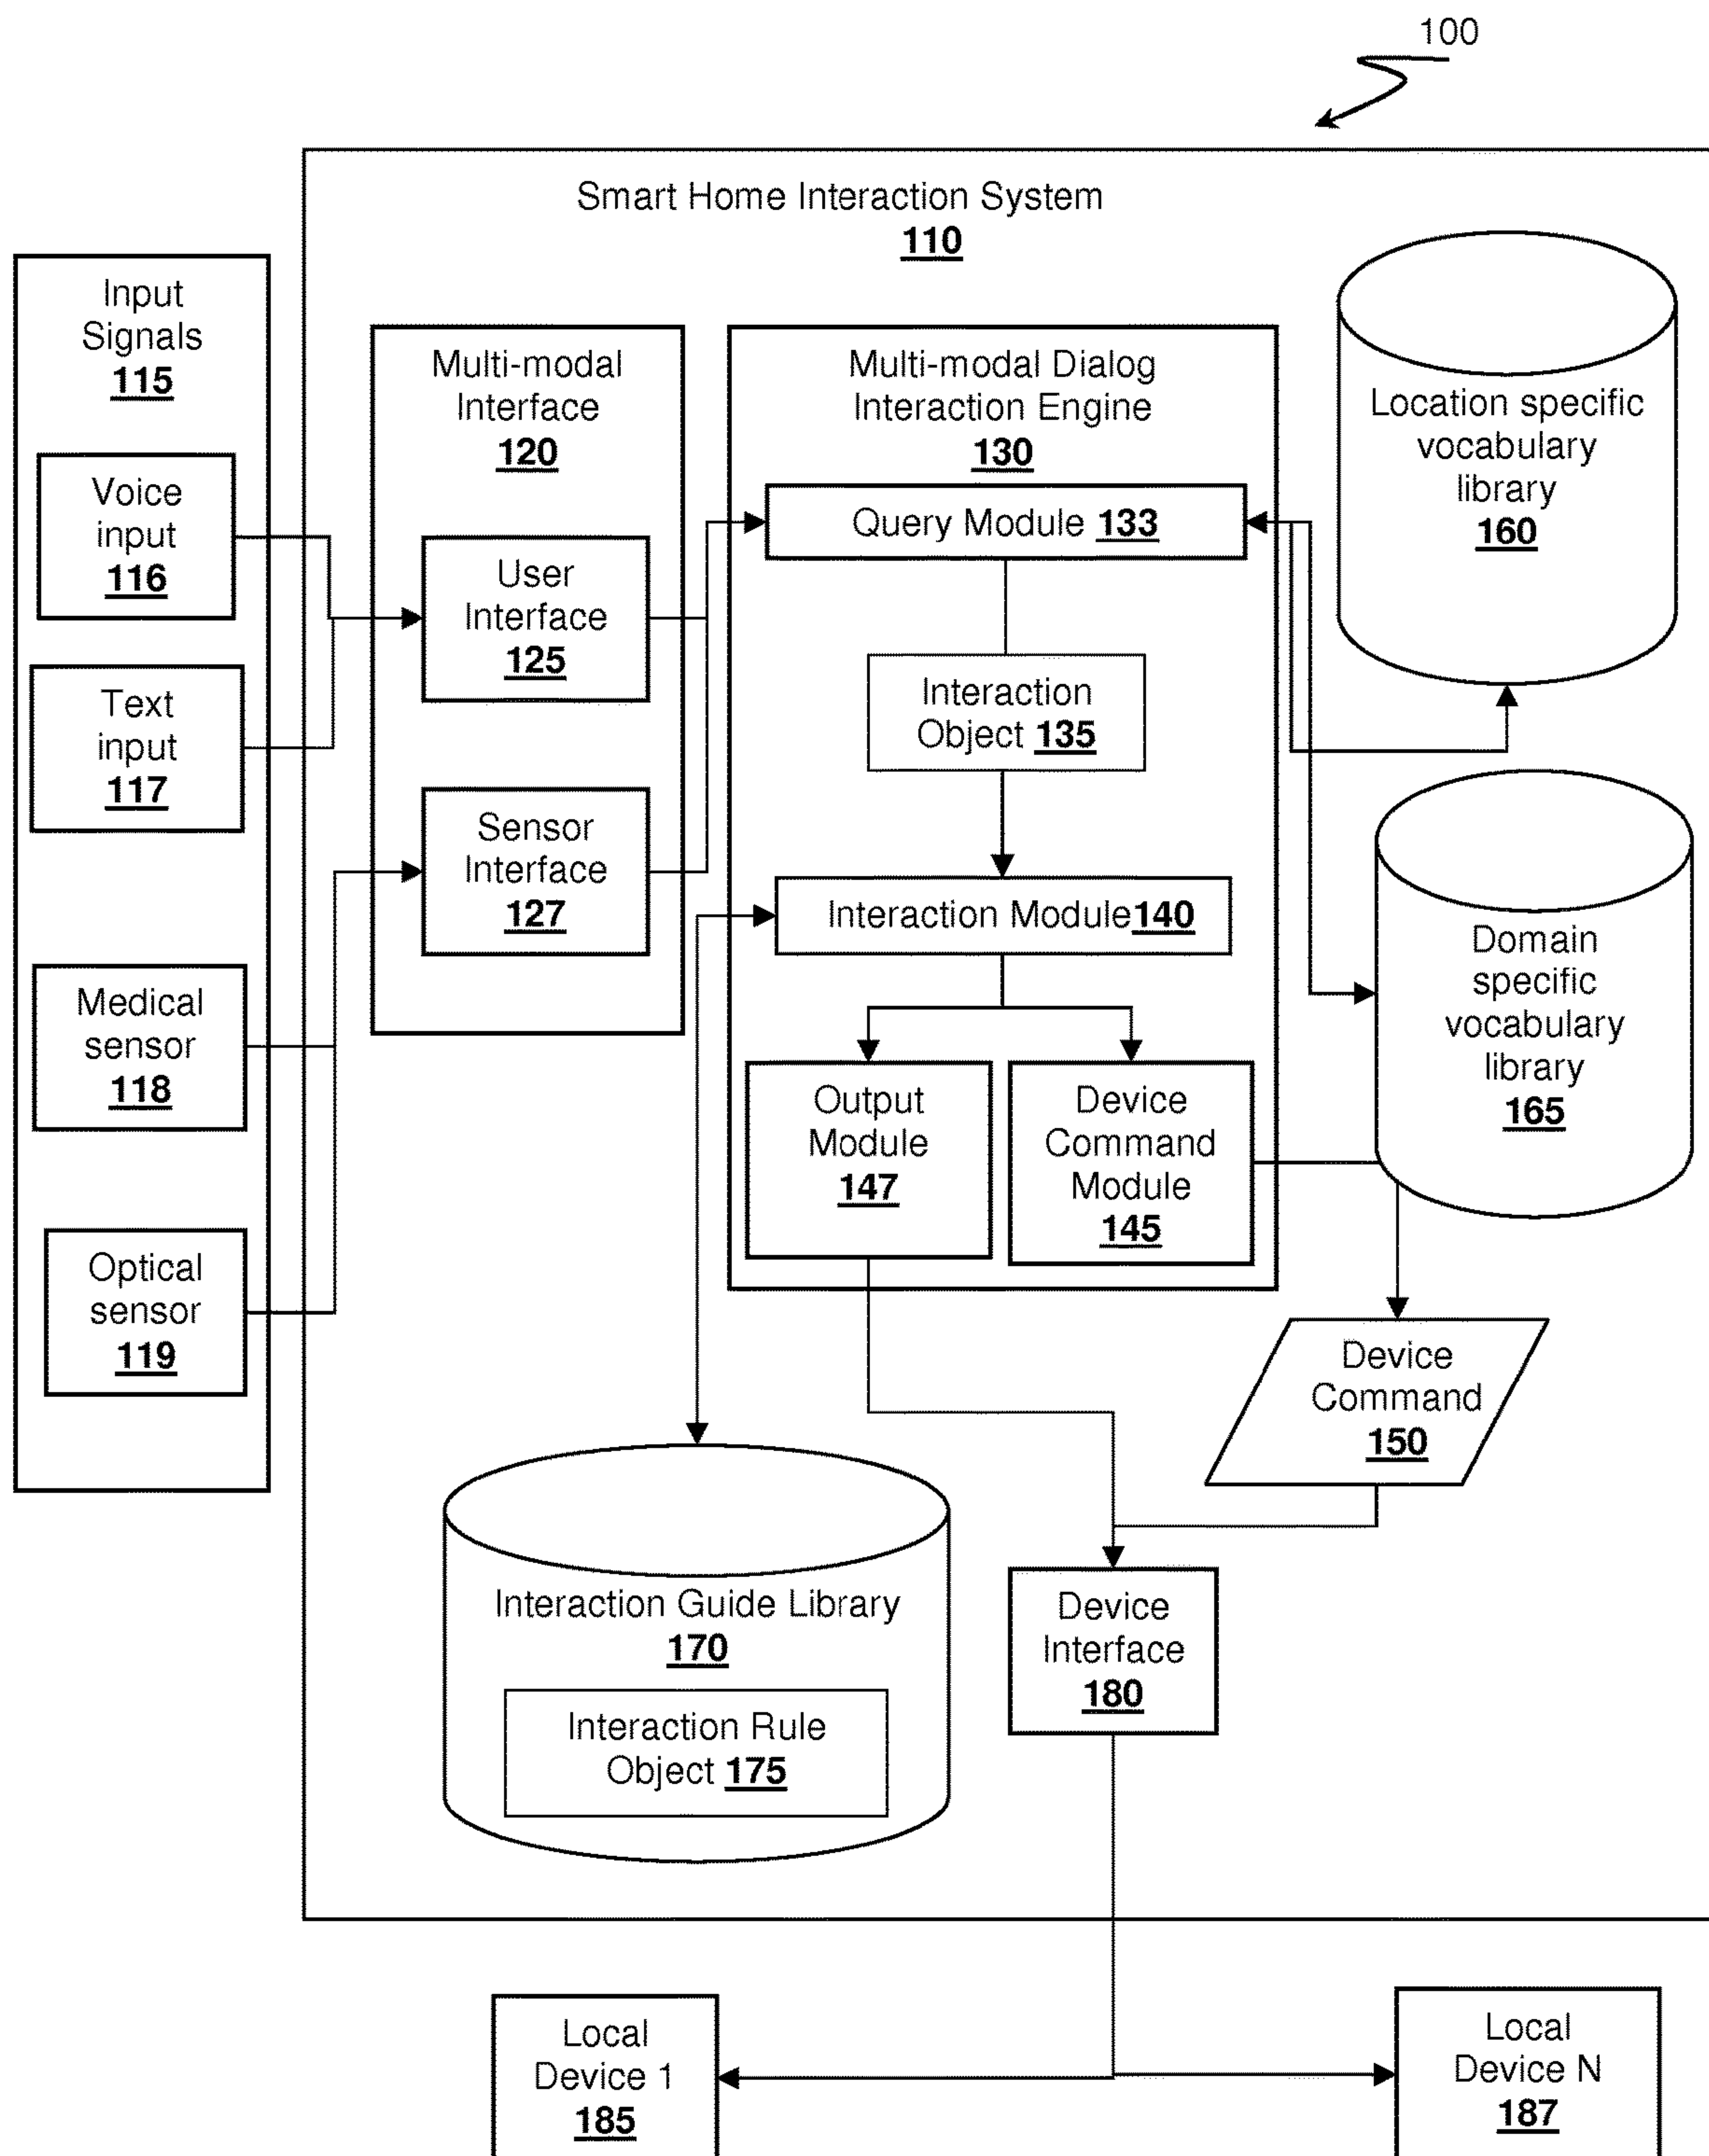 100
Smart Home Interaction System
110
Input
Signals
115
Voice
input
116
Text
input
117
Medical
sensor
118
Optical
sensor
119
Multi-modal
Interface
120
User
Interface
125
Sensor
Interface
127
Multi-modal Dialog
Interaction Engine
130
Query Module 133
Interaction
Object 135
Interaction Module140
Output
Module
147
Device
Command
Module
145
Location specific
vocabulary
library
160
Domain
specific
vocabulary
library
165
Device
Command
150
Interaction Guide Library
170
Interaction Rule
Object 175
Device
Interface
180
Local
Device 1
185
Local
Device N
187